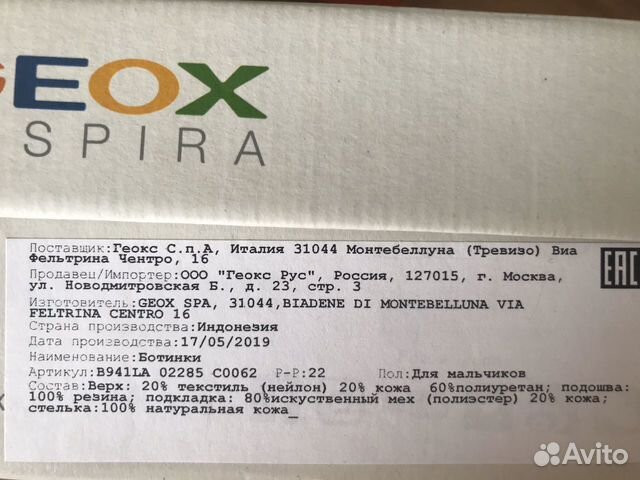 GEOX
SPIRA
Поставщик:Геокс С.п.А, Италия 31044 Монтебеллуна (Тревизо) Виа
Фельтрина Чентро, 16
Продавец/Импортер:ООО "Геокс Рус", Россия, 127015, г. Москва,
ул. Новодмитровская Б., д. 23, стр. 3
Изготовитель:GEOX SPA, 31044,BIADENE DI MONTEBELLUNA VIA
FELTRINA CENTRO 16
Страна производства:Индонезия
Дата производства:17/05/2019
Наименование:Ботинки
Артикул:B941LA 02285 C0062 Р-Р:22 Пол:Для мальчиков
Состав:Верх: 20% текстиль (нейлон) 20% кожа 60%полиуретан; подошва:
100% резина; подкладка: 80%искуственный мех (полиэстер) 20% кожа;
стелька:100% натуральная кожа_
EAC
Avito